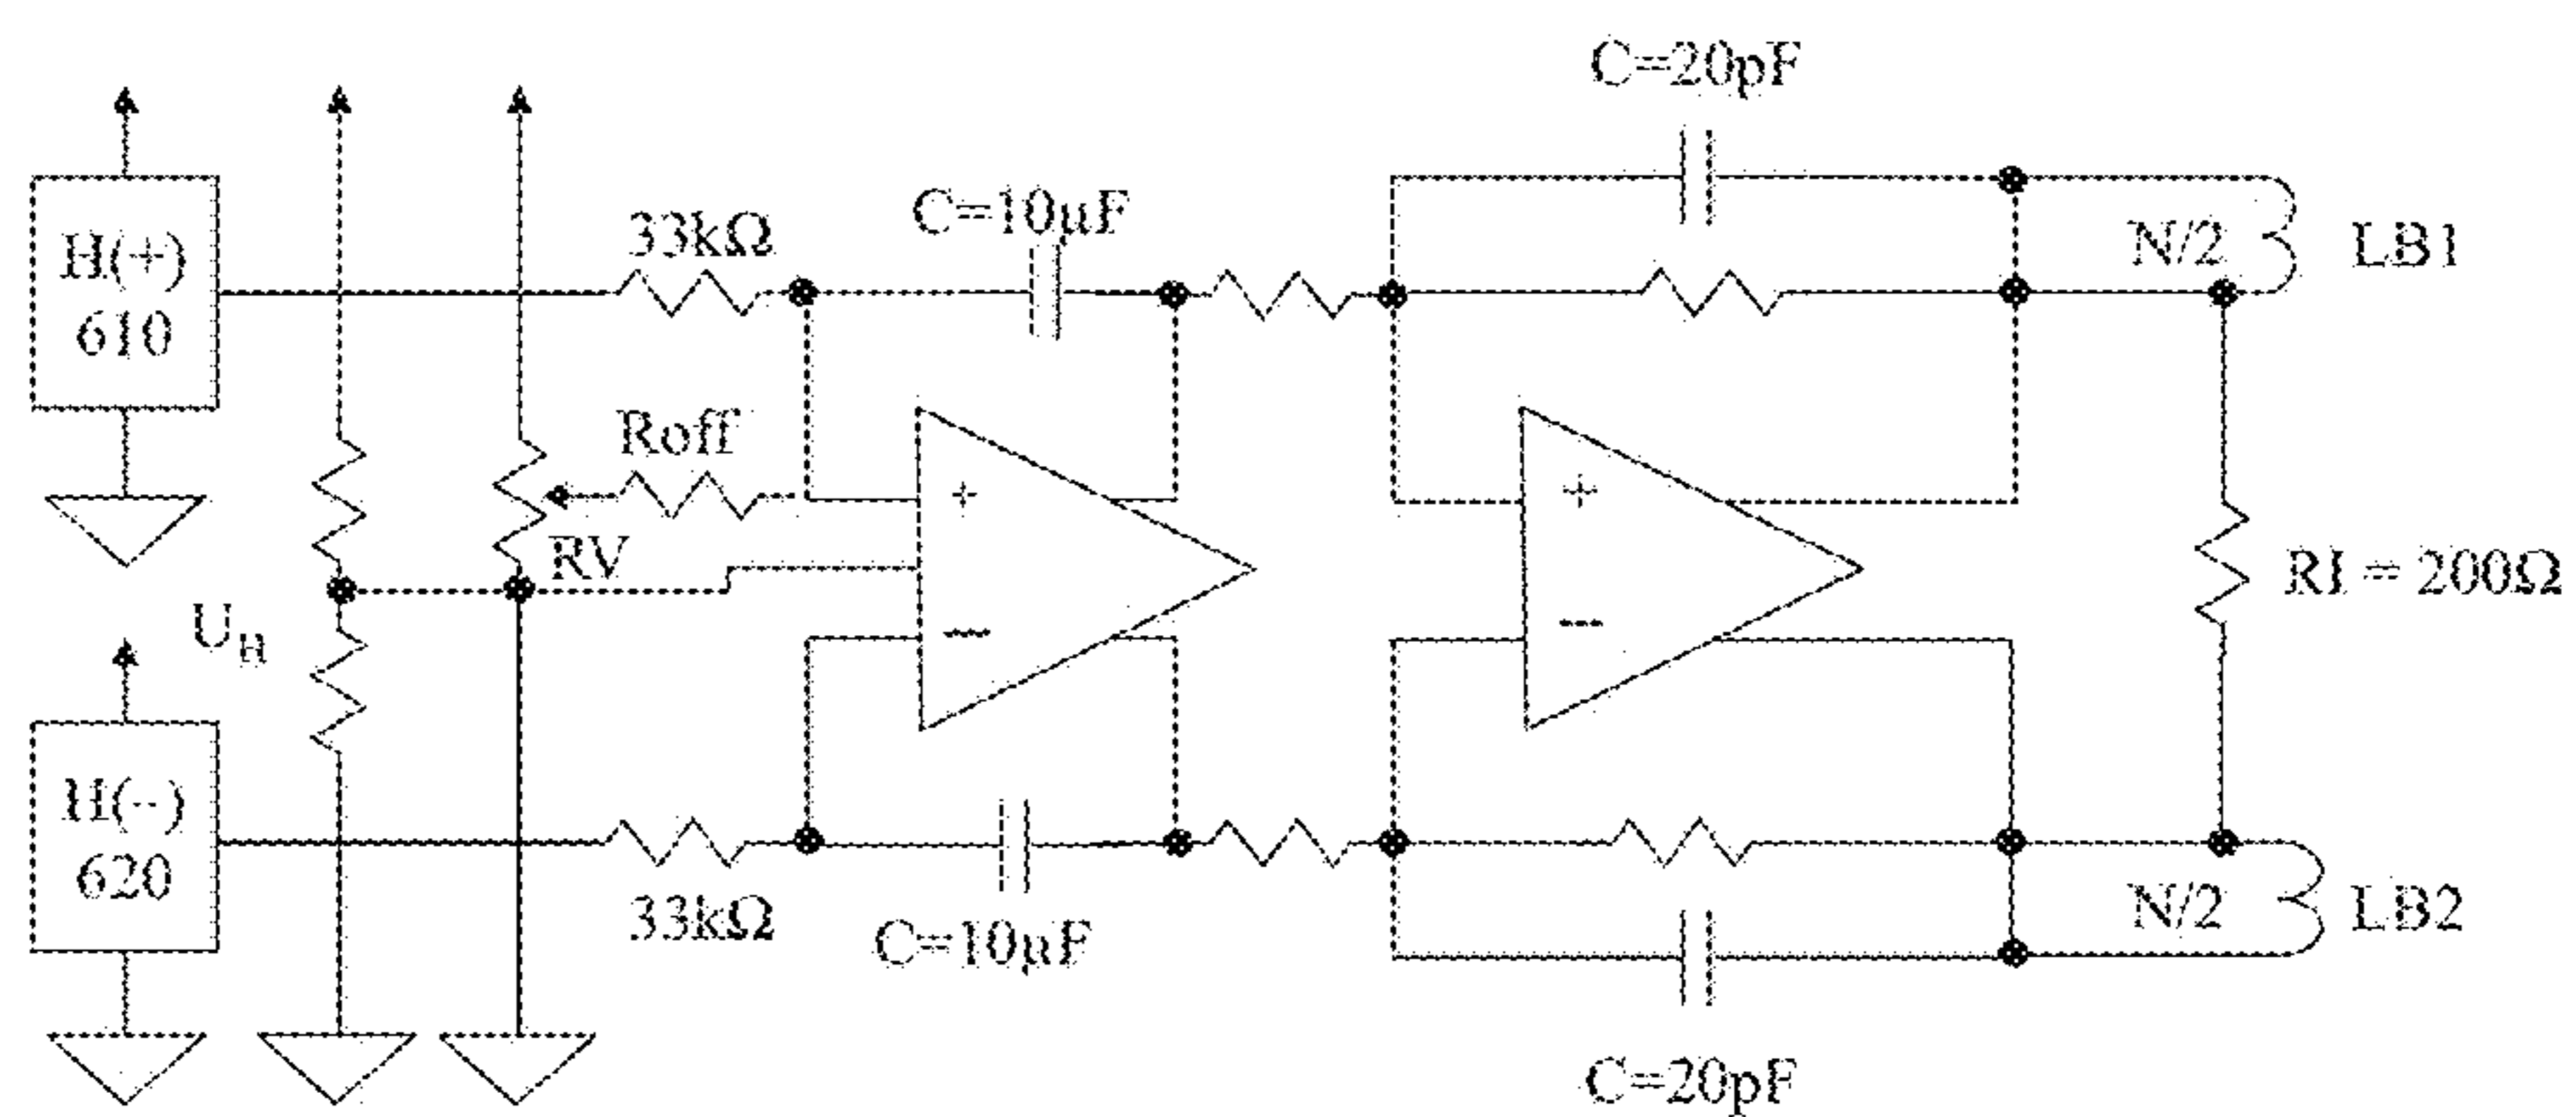 C=20pF
H(+)
610
33kΩ
C=10µF
N/2
LB1
Roff
+
+
RV
RI = 200Ω
U_H
−
--
H(-)
620
33kΩ
C=10µF
N/2
LB2
C=20pF